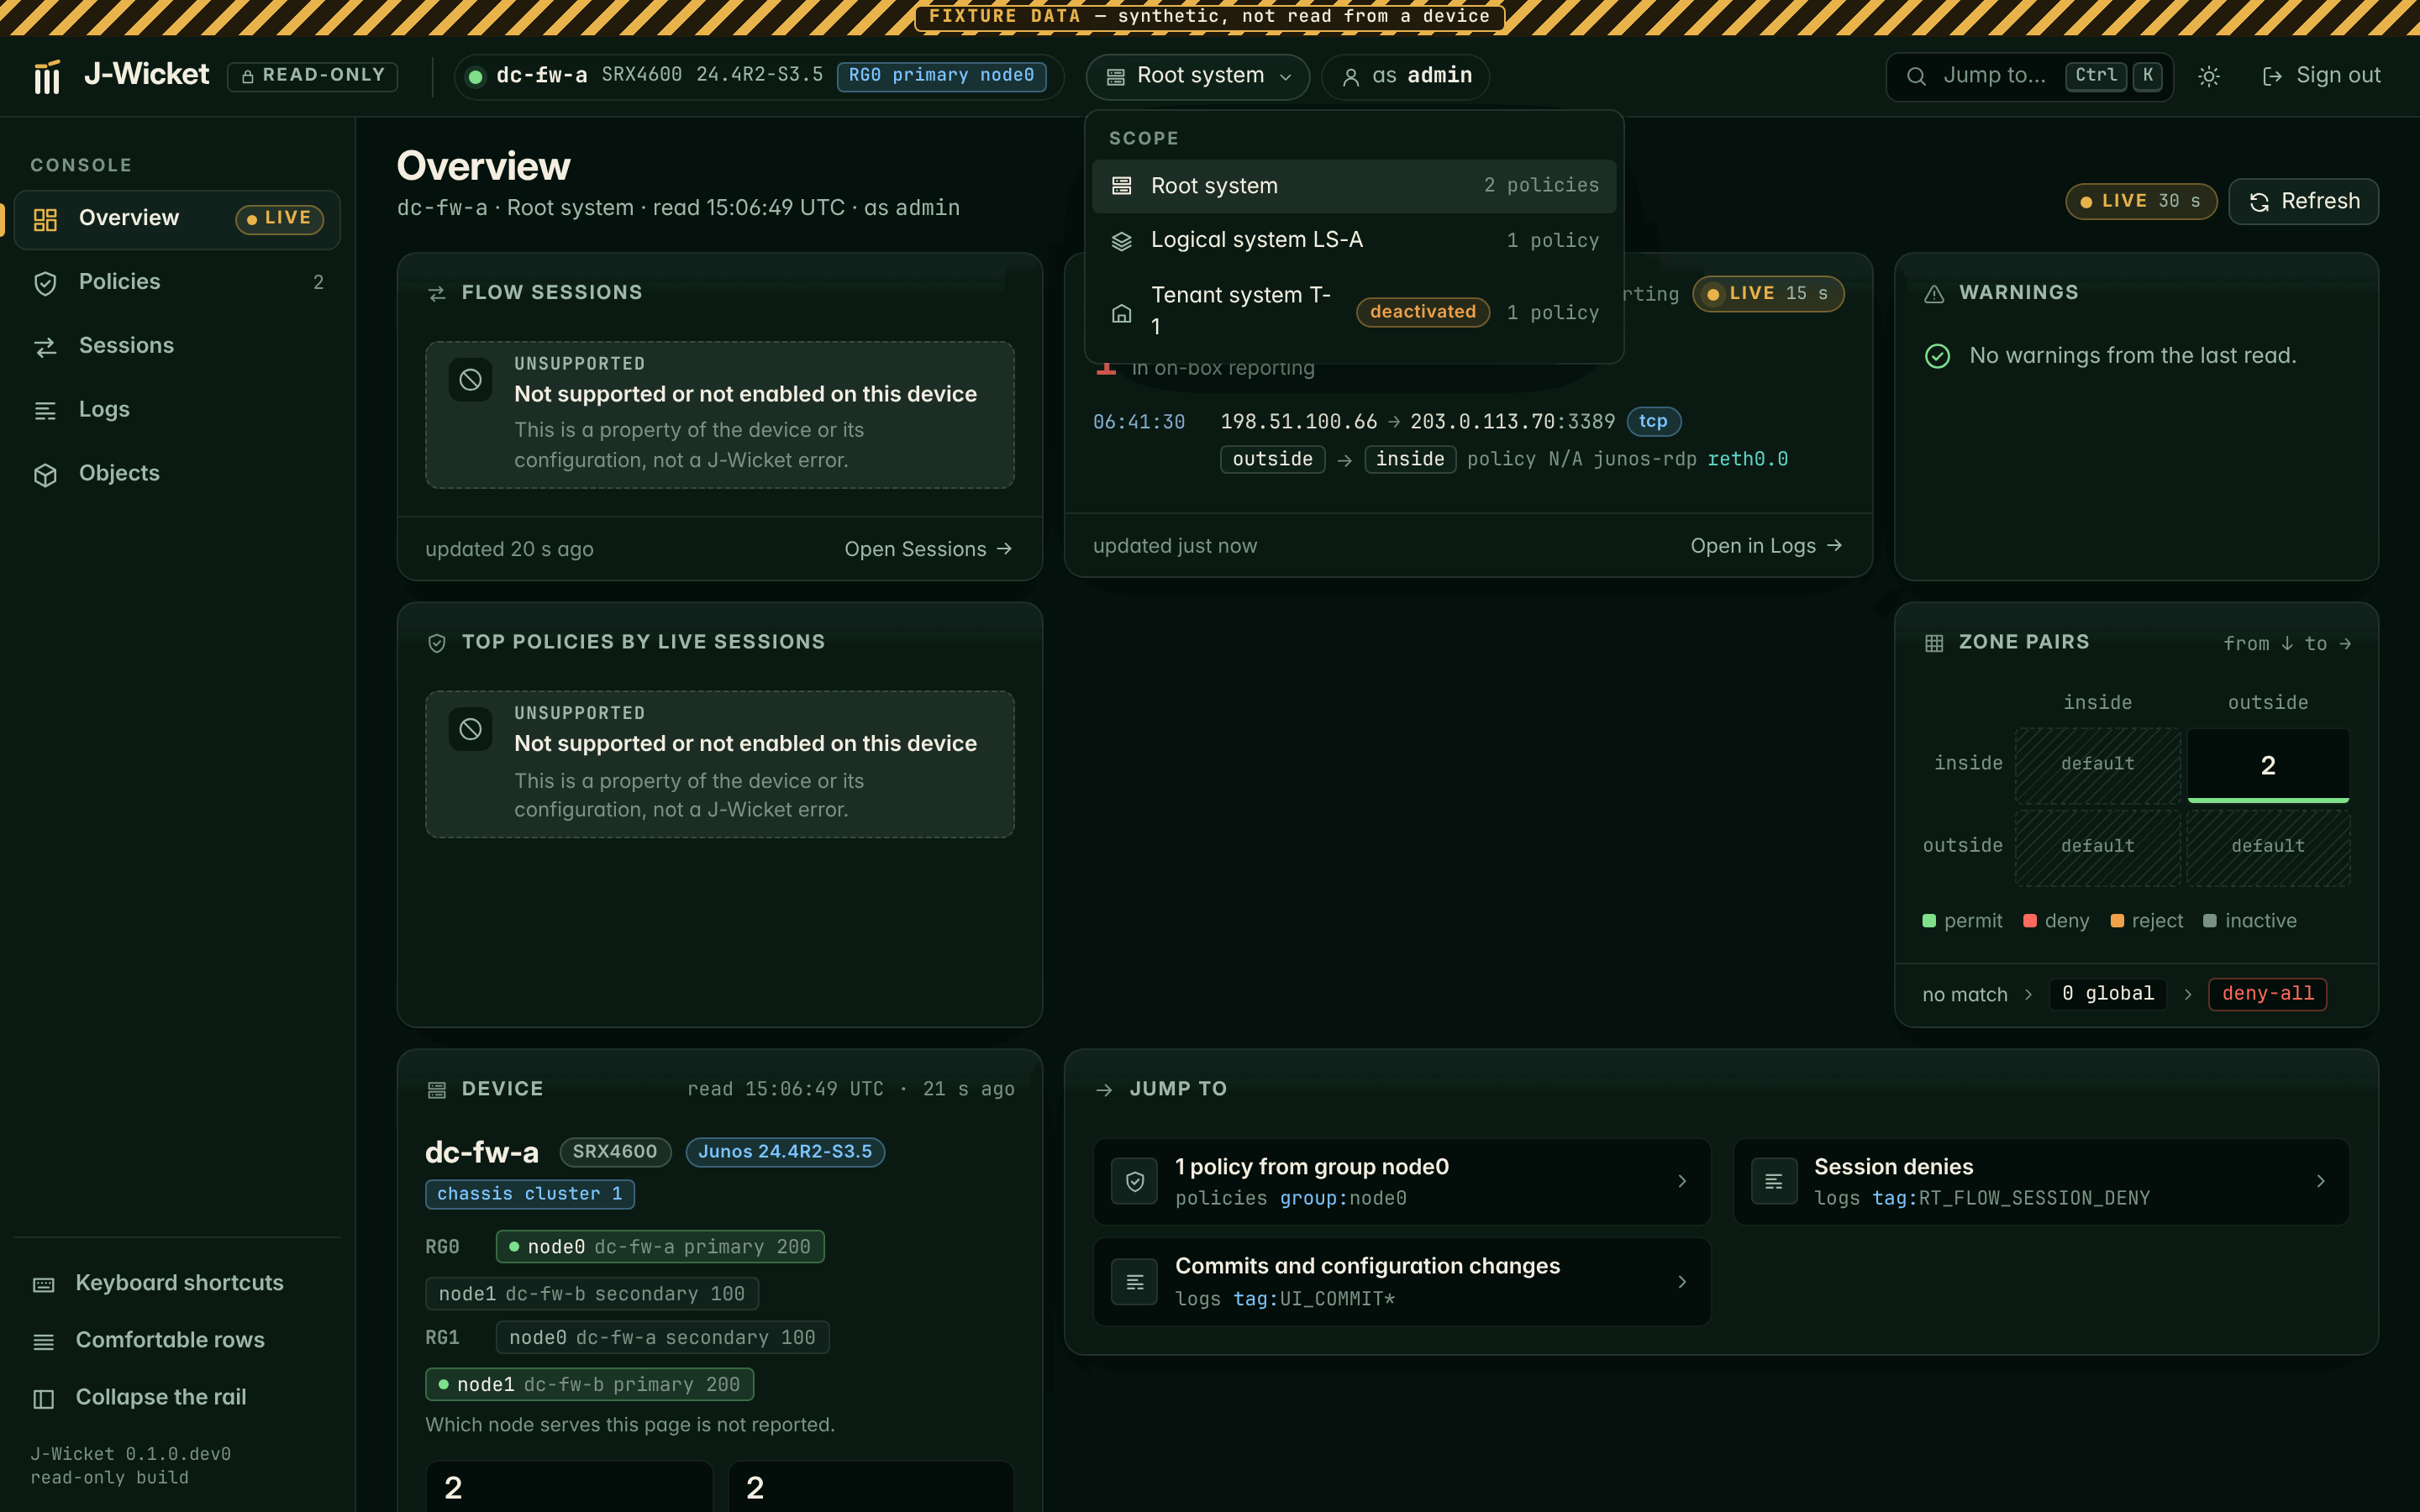 FIXTURE DATA — synthetic, not read from a device
J-Wicket READ-ONLY dc-fw-a SRX4600 24.4R2-S3.5 RG0 primary node0 Root system as admin Jump to... Ctrl K Sign out
CONSOLE
Overview LIVE
Policies 2
Sessions
Logs
Objects
Keyboard shortcuts
Comfortable rows
Collapse the rail
J-Wicket 0.1.0.dev0
read-only build
Overview
dc-fw-a · Root system · read 15:06:49 UTC · as admin
LIVE 30 s Refresh
SCOPE
Root system 2 policies
Logical system LS-A 1 policy
Tenant system T-
1 deactivated 1 policy
FLOW SESSIONS
UNSUPPORTED
Not supported or not enabled on this device
This is a property of the device or its
configuration, not a J-Wicket error.
updated 20 s ago Open Sessions →
LIVE 15 s
in on-box reporting
06:41:30 198.51.100.66 → 203.0.113.70:3389 tcp
outside → inside policy N/A junos-rdp reth0.0
updated just now Open in Logs →
WARNINGS
No warnings from the last read.
TOP POLICIES BY LIVE SESSIONS
UNSUPPORTED
Not supported or not enabled on this device
This is a property of the device or its
configuration, not a J-Wicket error.
ZONE PAIRS from ↓ to →
inside outside
inside default 2
outside default default
permit deny reject inactive
no match › 0 global › deny-all
DEVICE read 15:06:49 UTC · 21 s ago
dc-fw-a SRX4600 Junos 24.4R2-S3.5
chassis cluster 1
RG0 node0 dc-fw-a primary 200
node1 dc-fw-b secondary 100
RG1 node0 dc-fw-a secondary 100
node1 dc-fw-b primary 200
Which node serves this page is not reported.
2 2
JUMP TO
1 policy from group node0
policies group:node0
Session denies
logs tag:RT_FLOW_SESSION_DENY
Commits and configuration changes
logs tag:UI_COMMIT*